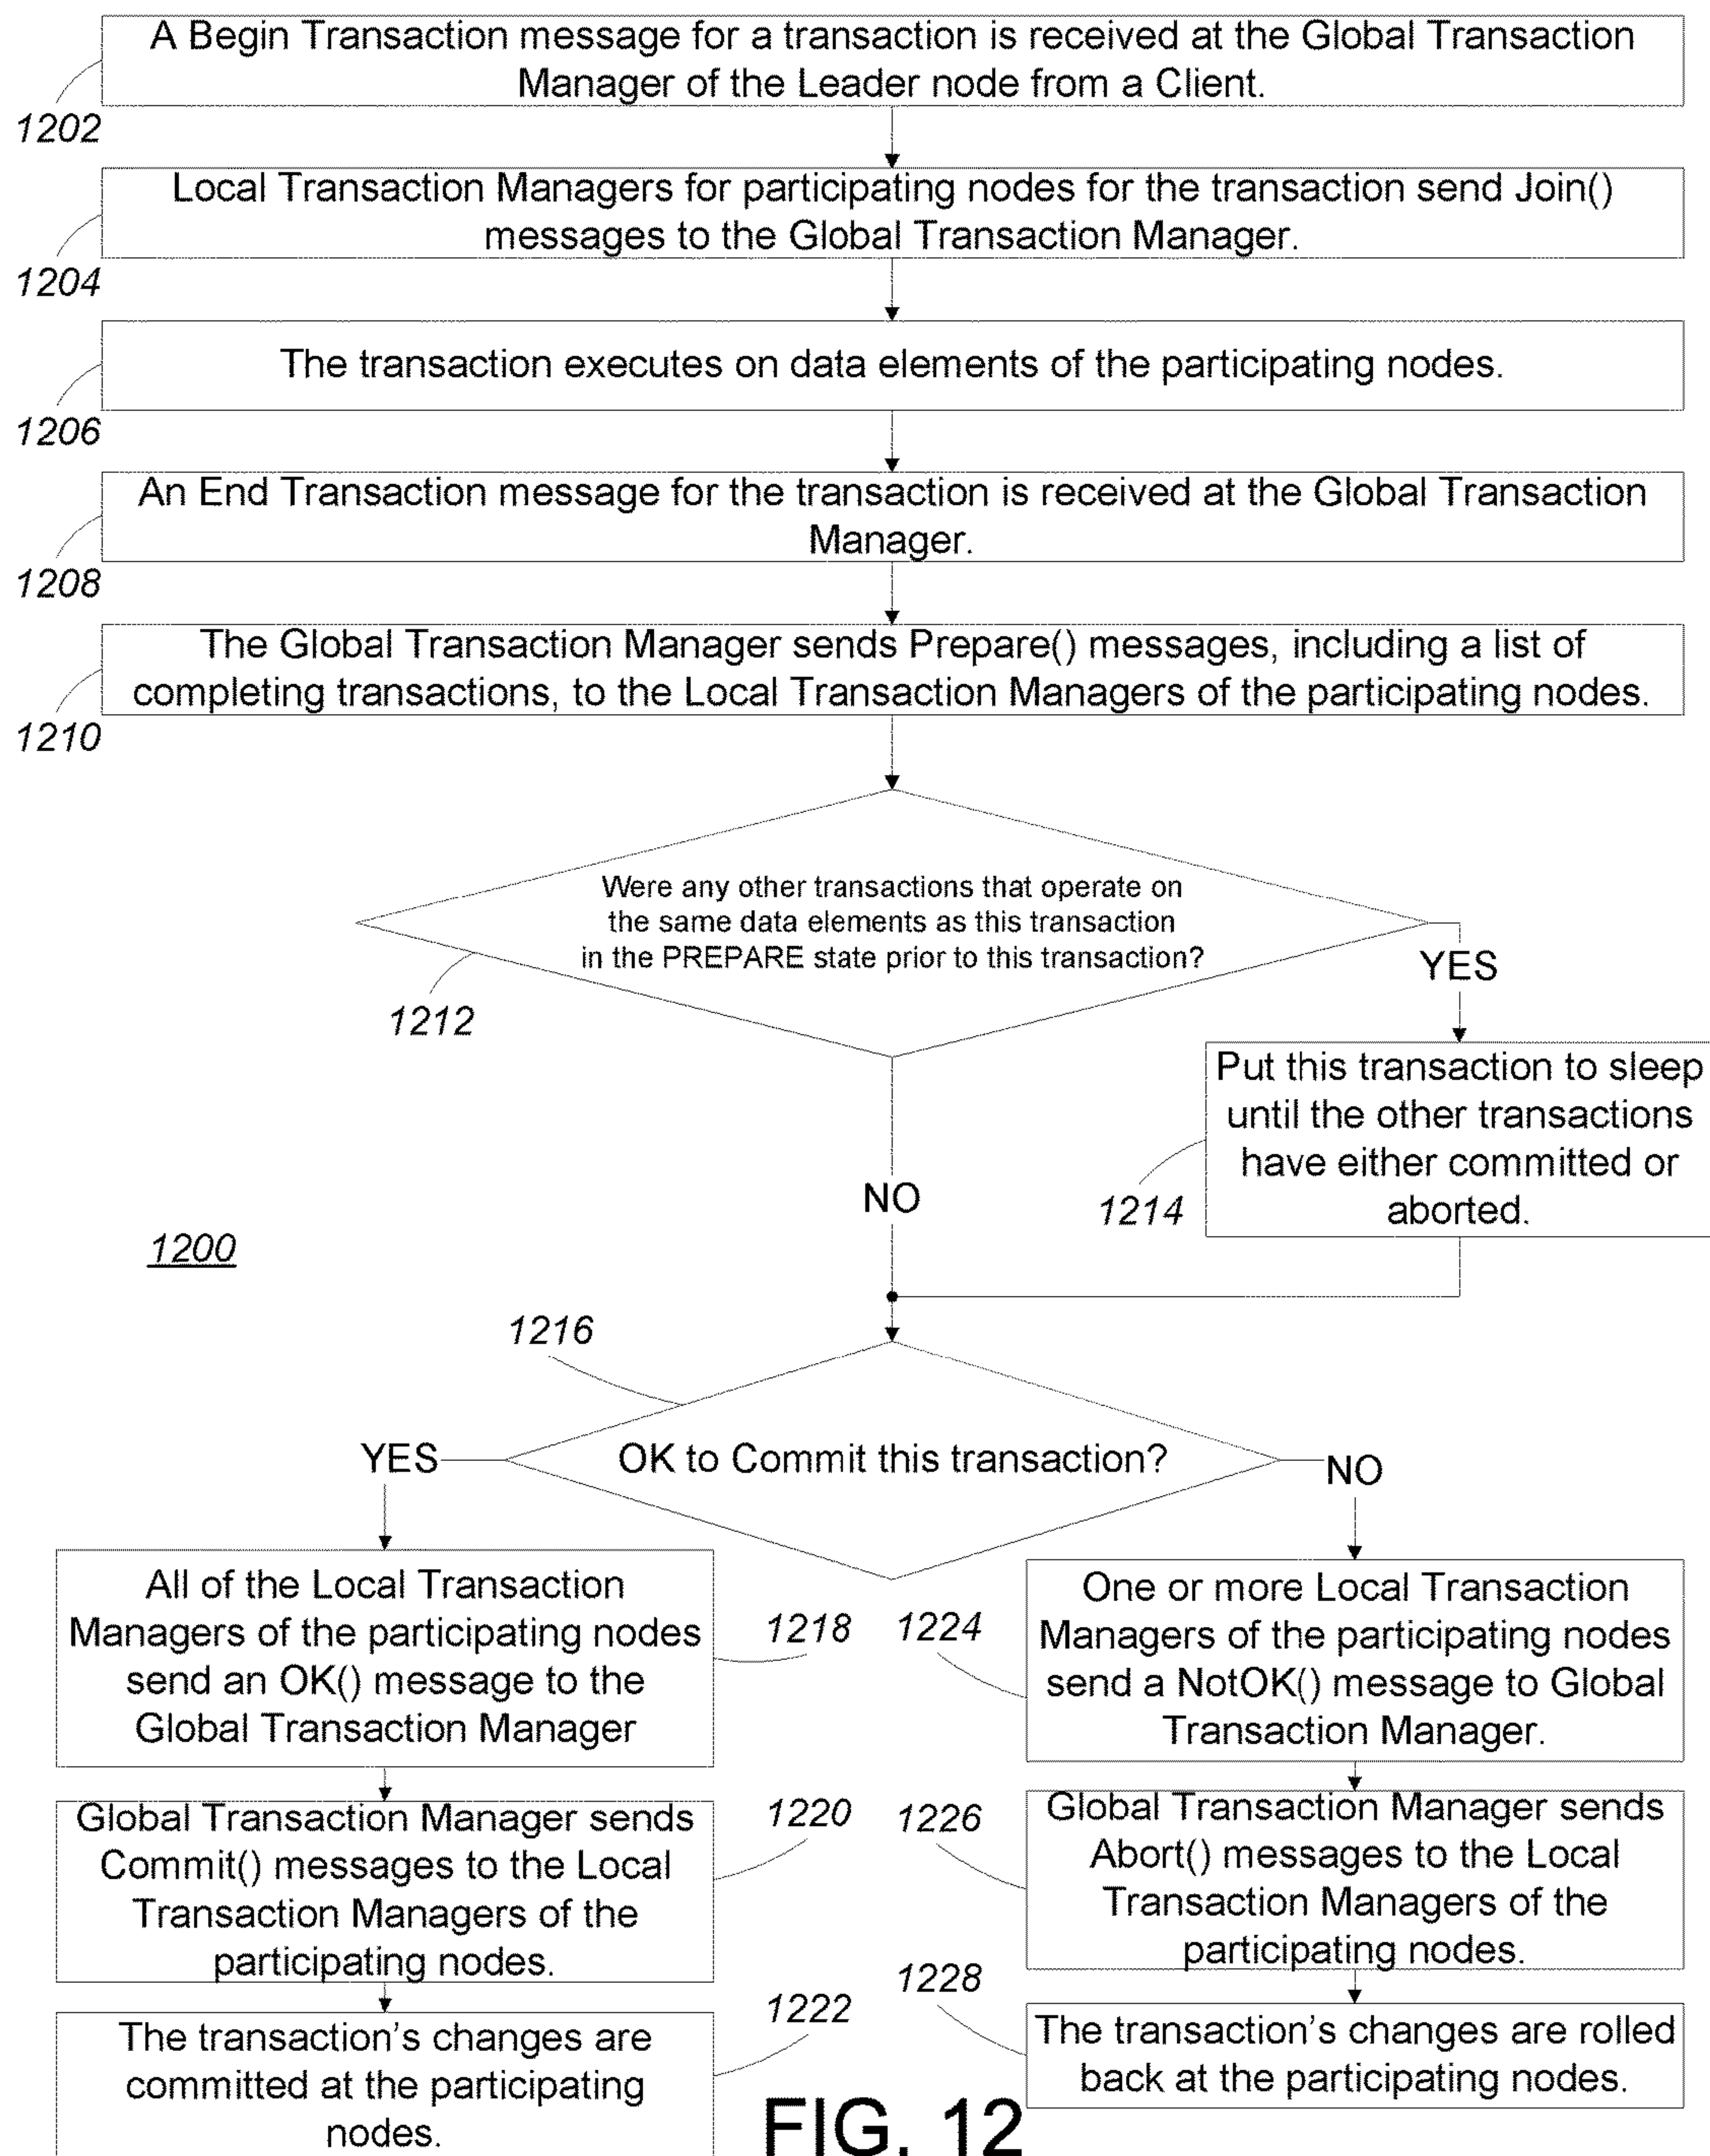 A Begin Transaction message for a transaction is received at the Global Transaction
Manager of the Leader node from a Client.
1202
Local Transaction Managers for participating nodes for the transaction send Join()
messages to the Global Transaction Manager.
1204
The transaction executes on data elements of the participating nodes.
1206
An End Transaction message for the transaction is received at the Global Transaction
Manager.
1208
The Global Transaction Manager sends Prepare() messages, including a list of
completing transactions, to the Local Transaction Managers of the participating nodes.
1210
Were any other transactions that operate on
the same data elements as this transaction
in the PREPARE state prior to this transaction?
1212
YES
Put this transaction to sleep
until the other transactions
have either committed or
aborted.
1214
NO
1200
1216
OK to Commit this transaction?
YES
NO
All of the Local Transaction
Managers of the participating nodes
send an OK() message to the
Global Transaction Manager
1218
Global Transaction Manager sends
Commit() messages to the Local
Transaction Managers of the
participating nodes.
1220
The transaction's changes are
committed at the participating
nodes.
1222
1224
One or more Local Transaction
Managers of the participating nodes
send a NotOK() message to Global
Transaction Manager.
1226
Global Transaction Manager sends
Abort() messages to the Local
Transaction Managers of the
participating nodes.
1228
The transaction's changes are rolled
back at the participating nodes.
FIG. 12